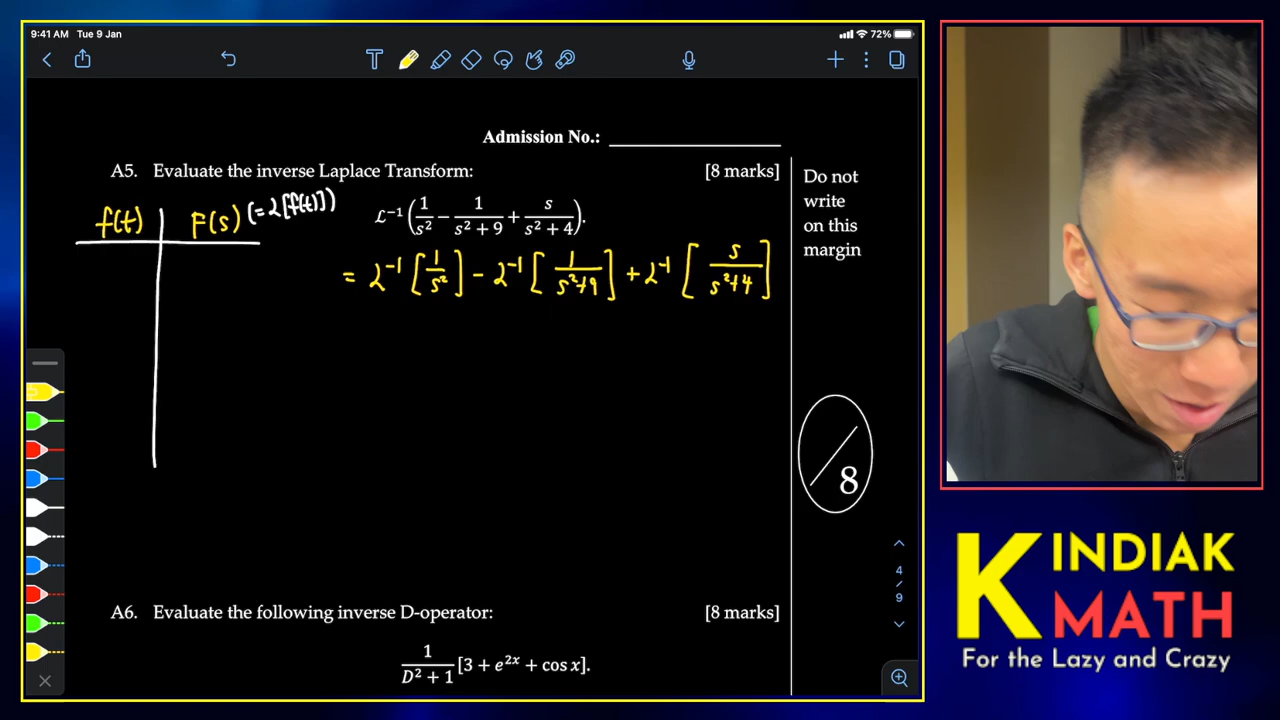 9:41 AM Tue 9 Jan
72%
Admission No.: ____________
A5. Evaluate the inverse Laplace Transform: [8 marks]
Do not
write
on this
margin
f(t) | F(s) (= ℒ[f(t)])
ℒ⁻¹ (1/s² − 1/(s² + 9) + s/(s² + 4)).
= ℒ⁻¹ [1/s²] − ℒ⁻¹ [1/(s²+9)] + ℒ⁻¹ [s/(s²+4)]
/ 8
4
/
9
A6. Evaluate the following inverse D-operator: [8 marks]
1/(D² + 1) [3 + e²ˣ + cos x].
KINDIAK
MATH
For the Lazy and Crazy